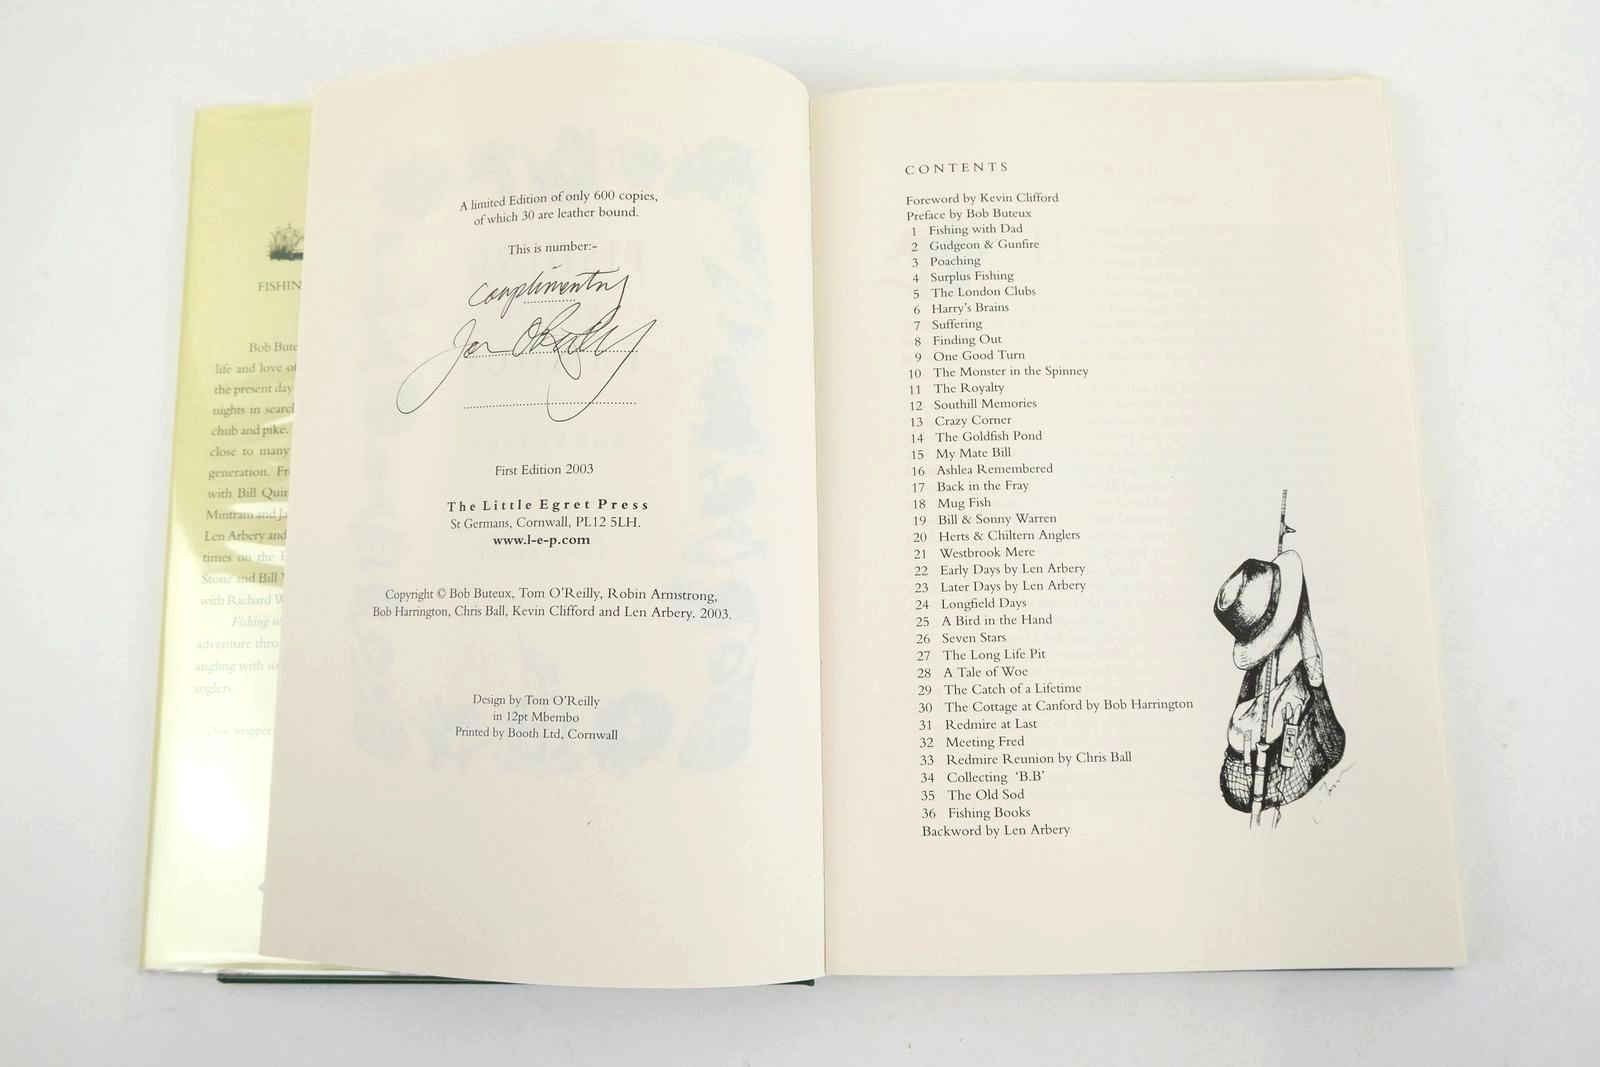 FISHIN
Bob Bute
life and love of
the present day
nights in searc
chub and pike.
close to many
generation. Fr
with Bill Quin
Mintram and Ja
Len Arbery and
times on the
Stone and Bill
with Richard W
Fishing w
adventure thro
angling with so
anglers.
Dust wrapper
A limited Edition of only 600 copies,
of which 30 are leather bound.
This is number:-
complimentry
First Edition 2003
The Little Egret Press
St Germans, Cornwall, PL12 5LH.
www.l-e-p.com
Copyright © Bob Buteux, Tom O'Reilly, Robin Armstrong,
Bob Harrington, Chris Ball, Kevin Clifford and Len Arbery. 2003.
Design by Tom O'Reilly
in 12pt Mbembo
Printed by Booth Ltd, Cornwall
CONTENTS
Foreword by Kevin Clifford
Preface by Bob Buteux
1 Fishing with Dad
2 Gudgeon & Gunfire
3 Poaching
4 Surplus Fishing
5 The London Clubs
6 Harry's Brains
7 Suffering
8 Finding Out
9 One Good Turn
10 The Monster in the Spinney
11 The Royalty
12 Southill Memories
13 Crazy Corner
14 The Goldfish Pond
15 My Mate Bill
16 Ashlea Remembered
17 Back in the Fray
18 Mug Fish
19 Bill & Sonny Warren
20 Herts & Chiltern Anglers
21 Westbrook Mere
22 Early Days by Len Arbery
23 Later Days by Len Arbery
24 Longfield Days
25 A Bird in the Hand
26 Seven Stars
27 The Long Life Pit
28 A Tale of Woe
29 The Catch of a Lifetime
30 The Cottage at Canford by Bob Harrington
31 Redmire at Last
32 Meeting Fred
33 Redmire Reunion by Chris Ball
34 Collecting 'B.B'
35 The Old Sod
36 Fishing Books
Backword by Len Arbery